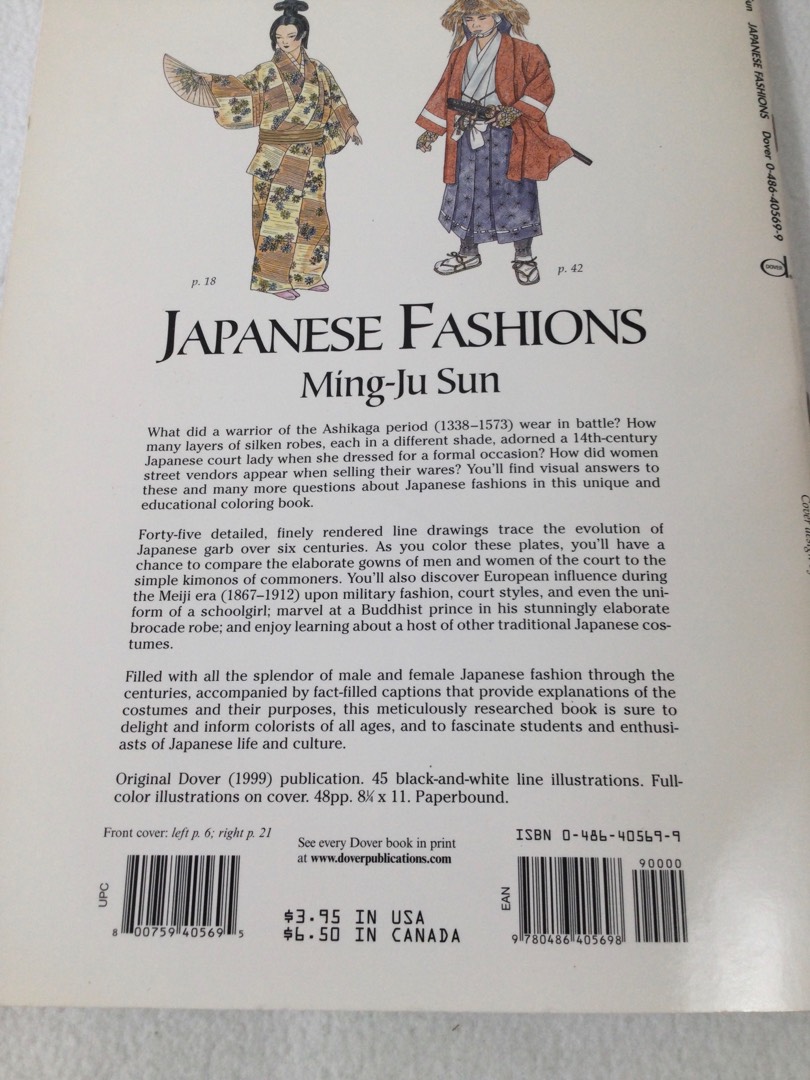 p. 18
p. 42
JAPANESE FASHIONS
Ming-Ju Sun
What did a warrior of the Ashikaga period (1338–1573) wear in battle? How
many layers of silken robes, each in a different shade, adorned a 14th-century
Japanese court lady when she dressed for a formal occasion? How did women
street vendors appear when selling their wares? You'll find visual answers to
these and many more questions about Japanese fashions in this unique and
educational coloring book.
Forty-five detailed, finely rendered line drawings trace the evolution of
Japanese garb over six centuries. As you color these plates, you'll have a
chance to compare the elaborate gowns of men and women of the court to the
simple kimonos of commoners. You'll also discover European influence during
the Meiji era (1867–1912) upon military fashion, court styles, and even the uni-
form of a schoolgirl; marvel at a Buddhist prince in his stunningly elaborate
brocade robe; and enjoy learning about a host of other traditional Japanese cos-
tumes.
Filled with all the splendor of male and female Japanese fashion through the
centuries, accompanied by fact-filled captions that provide explanations of the
costumes and their purposes, this meticulously researched book is sure to
delight and inform colorists of all ages, and to fascinate students and enthusi-
asts of Japanese life and culture.
Original Dover (1999) publication. 45 black-and-white line illustrations. Full-
color illustrations on cover. 48pp. 8¼ x 11. Paperbound.
Front cover: left p. 6; right p. 21
See every Dover book in print
at www.doverpublications.com
ISBN 0-486-40569-9
90000
UPC
8 00759 40569 5
$3.95 IN USA
$6.50 IN CANADA
EAN
9 780486 405698
Sun JAPANESE FASHIONS Dover 0-486-40569-9
DOVER
Cover design